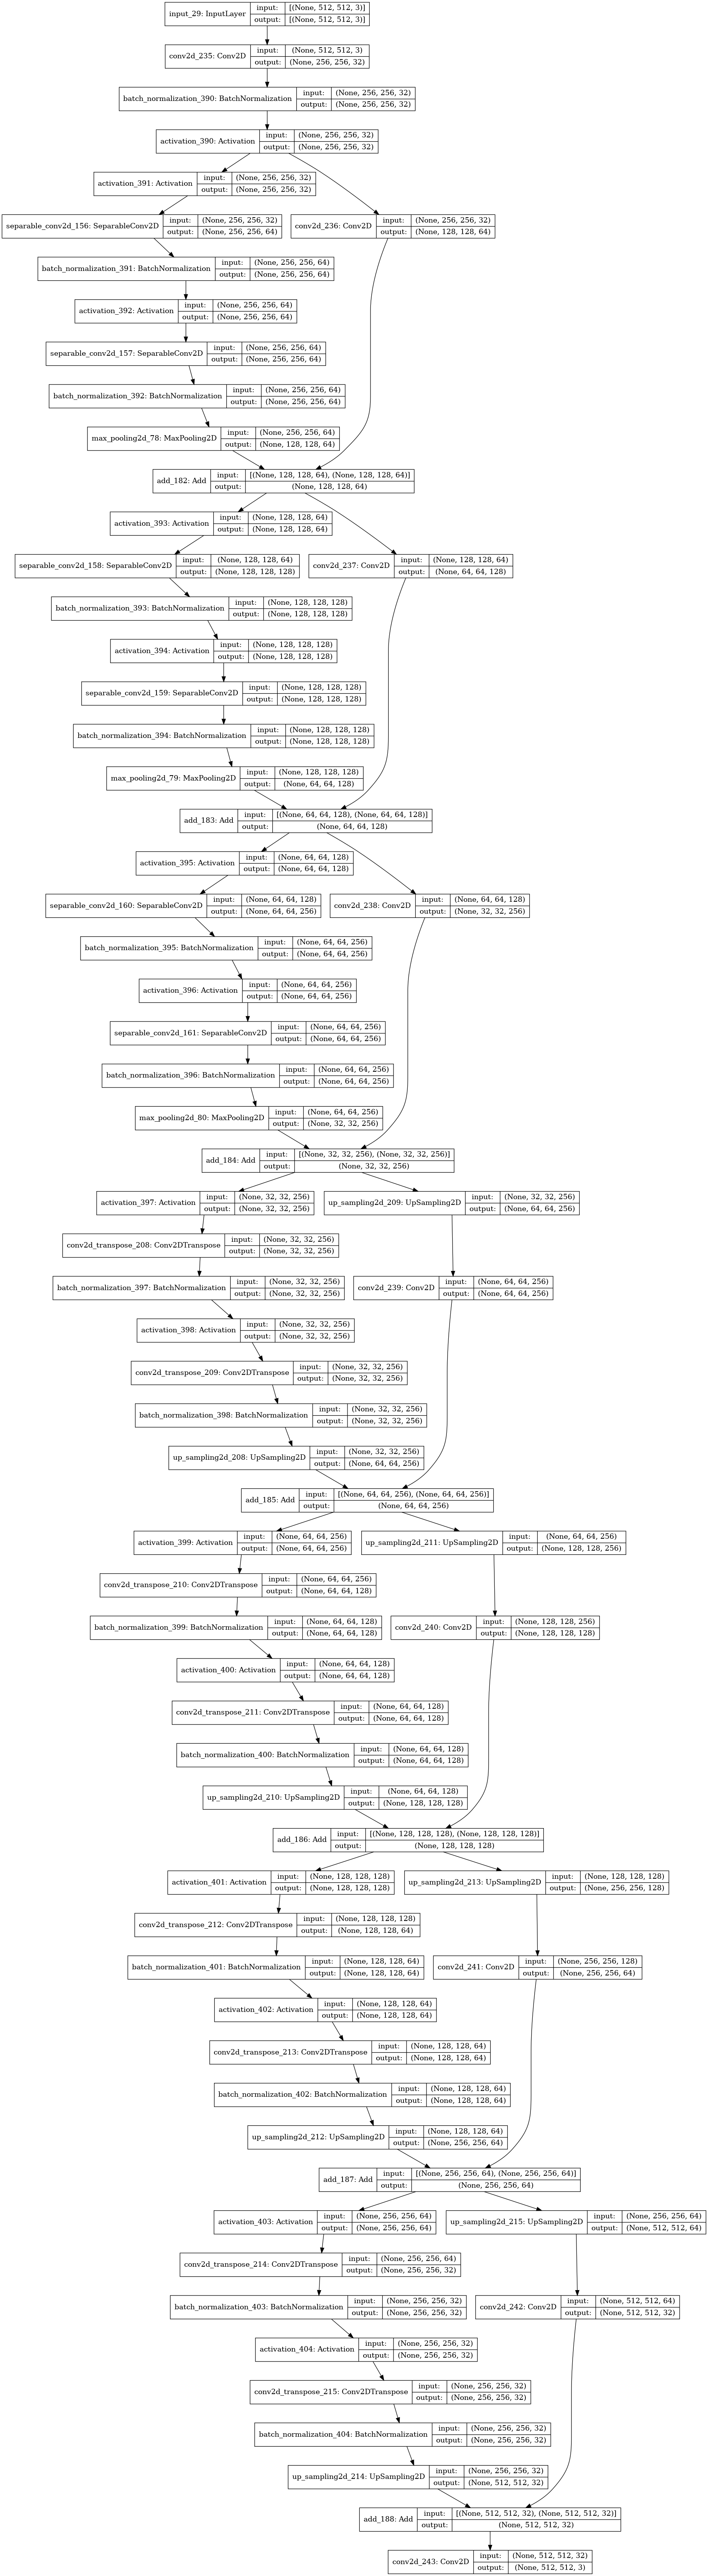 input_29: InputLayer input: [(None, 512, 512, 3)]
output: [(None, 512, 512, 3)]
conv2d_235: Conv2D input: (None, 512, 512, 3)
output: (None, 256, 256, 32)
batch_normalization_390: BatchNormalization input: (None, 256, 256, 32)
output: (None, 256, 256, 32)
activation_390: Activation input: (None, 256, 256, 32)
output: (None, 256, 256, 32)
activation_391: Activation input: (None, 256, 256, 32)
output: (None, 256, 256, 32)
separable_conv2d_156: SeparableConv2D input: (None, 256, 256, 32)
output: (None, 256, 256, 64)
conv2d_236: Conv2D input: (None, 256, 256, 32)
output: (None, 128, 128, 64)
batch_normalization_391: BatchNormalization input: (None, 256, 256, 64)
output: (None, 256, 256, 64)
activation_392: Activation input: (None, 256, 256, 64)
output: (None, 256, 256, 64)
separable_conv2d_157: SeparableConv2D input: (None, 256, 256, 64)
output: (None, 256, 256, 64)
batch_normalization_392: BatchNormalization input: (None, 256, 256, 64)
output: (None, 256, 256, 64)
max_pooling2d_78: MaxPooling2D input: (None, 256, 256, 64)
output: (None, 128, 128, 64)
add_182: Add input: [(None, 128, 128, 64), (None, 128, 128, 64)]
output: (None, 128, 128, 64)
activation_393: Activation input: (None, 128, 128, 64)
output: (None, 128, 128, 64)
separable_conv2d_158: SeparableConv2D input: (None, 128, 128, 64)
output: (None, 128, 128, 128)
conv2d_237: Conv2D input: (None, 128, 128, 64)
output: (None, 64, 64, 128)
batch_normalization_393: BatchNormalization input: (None, 128, 128, 128)
output: (None, 128, 128, 128)
activation_394: Activation input: (None, 128, 128, 128)
output: (None, 128, 128, 128)
separable_conv2d_159: SeparableConv2D input: (None, 128, 128, 128)
output: (None, 128, 128, 128)
batch_normalization_394: BatchNormalization input: (None, 128, 128, 128)
output: (None, 128, 128, 128)
max_pooling2d_79: MaxPooling2D input: (None, 128, 128, 128)
output: (None, 64, 64, 128)
add_183: Add input: [(None, 64, 64, 128), (None, 64, 64, 128)]
output: (None, 64, 64, 128)
activation_395: Activation input: (None, 64, 64, 128)
output: (None, 64, 64, 128)
separable_conv2d_160: SeparableConv2D input: (None, 64, 64, 128)
output: (None, 64, 64, 256)
conv2d_238: Conv2D input: (None, 64, 64, 128)
output: (None, 32, 32, 256)
batch_normalization_395: BatchNormalization input: (None, 64, 64, 256)
output: (None, 64, 64, 256)
activation_396: Activation input: (None, 64, 64, 256)
output: (None, 64, 64, 256)
separable_conv2d_161: SeparableConv2D input: (None, 64, 64, 256)
output: (None, 64, 64, 256)
batch_normalization_396: BatchNormalization input: (None, 64, 64, 256)
output: (None, 64, 64, 256)
max_pooling2d_80: MaxPooling2D input: (None, 64, 64, 256)
output: (None, 32, 32, 256)
add_184: Add input: [(None, 32, 32, 256), (None, 32, 32, 256)]
output: (None, 32, 32, 256)
activation_397: Activation input: (None, 32, 32, 256)
output: (None, 32, 32, 256)
up_sampling2d_209: UpSampling2D input: (None, 32, 32, 256)
output: (None, 64, 64, 256)
conv2d_transpose_208: Conv2DTranspose input: (None, 32, 32, 256)
output: (None, 32, 32, 256)
batch_normalization_397: BatchNormalization input: (None, 32, 32, 256)
output: (None, 32, 32, 256)
conv2d_239: Conv2D input: (None, 64, 64, 256)
output: (None, 64, 64, 256)
activation_398: Activation input: (None, 32, 32, 256)
output: (None, 32, 32, 256)
conv2d_transpose_209: Conv2DTranspose input: (None, 32, 32, 256)
output: (None, 32, 32, 256)
batch_normalization_398: BatchNormalization input: (None, 32, 32, 256)
output: (None, 32, 32, 256)
up_sampling2d_208: UpSampling2D input: (None, 32, 32, 256)
output: (None, 64, 64, 256)
add_185: Add input: [(None, 64, 64, 256), (None, 64, 64, 256)]
output: (None, 64, 64, 256)
activation_399: Activation input: (None, 64, 64, 256)
output: (None, 64, 64, 256)
up_sampling2d_211: UpSampling2D input: (None, 64, 64, 256)
output: (None, 128, 128, 256)
conv2d_transpose_210: Conv2DTranspose input: (None, 64, 64, 256)
output: (None, 64, 64, 128)
batch_normalization_399: BatchNormalization input: (None, 64, 64, 128)
output: (None, 64, 64, 128)
conv2d_240: Conv2D input: (None, 128, 128, 256)
output: (None, 128, 128, 128)
activation_400: Activation input: (None, 64, 64, 128)
output: (None, 64, 64, 128)
conv2d_transpose_211: Conv2DTranspose input: (None, 64, 64, 128)
output: (None, 64, 64, 128)
batch_normalization_400: BatchNormalization input: (None, 64, 64, 128)
output: (None, 64, 64, 128)
up_sampling2d_210: UpSampling2D input: (None, 64, 64, 128)
output: (None, 128, 128, 128)
add_186: Add input: [(None, 128, 128, 128), (None, 128, 128, 128)]
output: (None, 128, 128, 128)
activation_401: Activation input: (None, 128, 128, 128)
output: (None, 128, 128, 128)
up_sampling2d_213: UpSampling2D input: (None, 128, 128, 128)
output: (None, 256, 256, 128)
conv2d_transpose_212: Conv2DTranspose input: (None, 128, 128, 128)
output: (None, 128, 128, 64)
batch_normalization_401: BatchNormalization input: (None, 128, 128, 64)
output: (None, 128, 128, 64)
conv2d_241: Conv2D input: (None, 256, 256, 128)
output: (None, 256, 256, 64)
activation_402: Activation input: (None, 128, 128, 64)
output: (None, 128, 128, 64)
conv2d_transpose_213: Conv2DTranspose input: (None, 128, 128, 64)
output: (None, 128, 128, 64)
batch_normalization_402: BatchNormalization input: (None, 128, 128, 64)
output: (None, 128, 128, 64)
up_sampling2d_212: UpSampling2D input: (None, 128, 128, 64)
output: (None, 256, 256, 64)
add_187: Add input: [(None, 256, 256, 64), (None, 256, 256, 64)]
output: (None, 256, 256, 64)
activation_403: Activation input: (None, 256, 256, 64)
output: (None, 256, 256, 64)
up_sampling2d_215: UpSampling2D input: (None, 256, 256, 64)
output: (None, 512, 512, 64)
conv2d_transpose_214: Conv2DTranspose input: (None, 256, 256, 64)
output: (None, 256, 256, 32)
batch_normalization_403: BatchNormalization input: (None, 256, 256, 32)
output: (None, 256, 256, 32)
conv2d_242: Conv2D input: (None, 512, 512, 64)
output: (None, 512, 512, 32)
activation_404: Activation input: (None, 256, 256, 32)
output: (None, 256, 256, 32)
conv2d_transpose_215: Conv2DTranspose input: (None, 256, 256, 32)
output: (None, 256, 256, 32)
batch_normalization_404: BatchNormalization input: (None, 256, 256, 32)
output: (None, 256, 256, 32)
up_sampling2d_214: UpSampling2D input: (None, 256, 256, 32)
output: (None, 512, 512, 32)
add_188: Add input: [(None, 512, 512, 32), (None, 512, 512, 32)]
output: (None, 512, 512, 32)
conv2d_243: Conv2D input: (None, 512, 512, 32)
output: (None, 512, 512, 3)